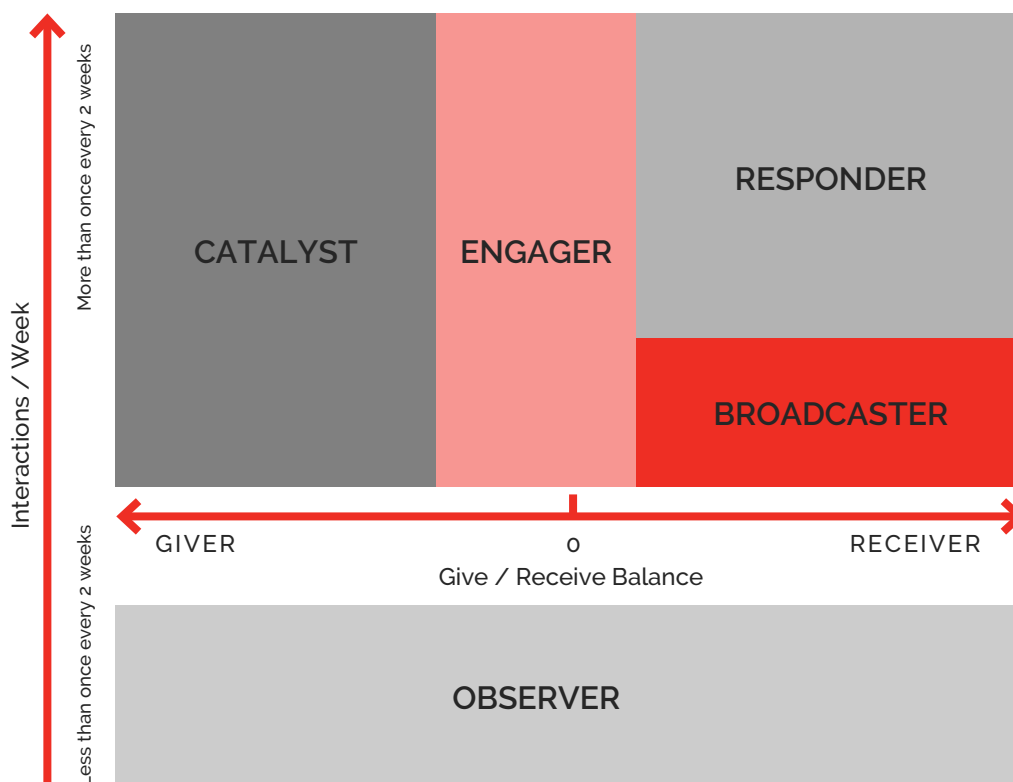 More than once every 2 weeks
RESPONDER
CATALYST
ENGAGER
Interactions / Week
BROADCASTER
GIVER
0
RECEIVER
Give / Receive Balance
Less than once every 2 weeks
OBSERVER